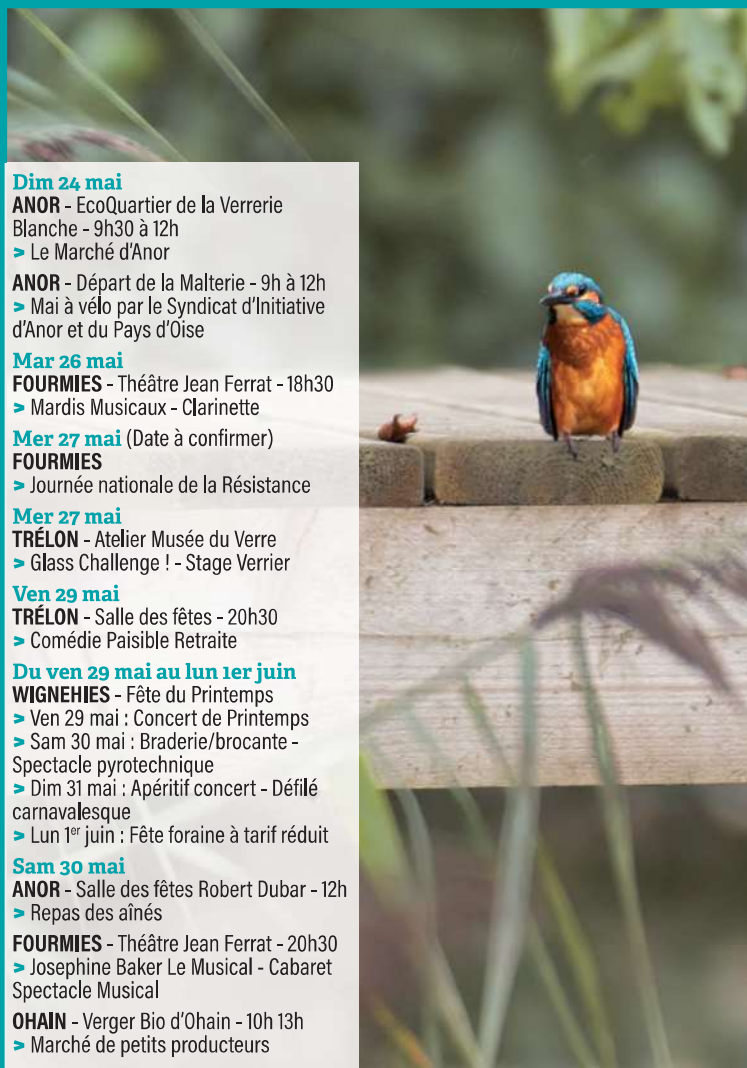 Dim 24 mai
ANOR - EcoQuartier de la Verrerie
Blanche - 9h30 à 12h
> Le Marché d'Anor
ANOR - Départ de la Malterie - 9h à 12h
> Mai à vélo par le Syndicat d'Initiative
d'Anor et du Pays d'Oise
Mar 26 mai
FOURMIES - Théâtre Jean Ferrat - 18h30
> Mardis Musicaux - Clarinette
Mer 27 mai (Date à confirmer)
FOURMIES
> Journée nationale de la Résistance
Mer 27 mai
TRÉLON - Atelier Musée du Verre
> Glass Challenge ! - Stage Verrier
Ven 29 mai
TRÉLON - Salle des fêtes - 20h30
> Comédie Paisible Retraite
Du ven 29 mai au lun 1er juin
WIGNEHIES - Fête du Printemps
> Ven 29 mai : Concert de Printemps
> Sam 30 mai : Braderie/brocante -
Spectacle pyrotechnique
> Dim 31 mai : Apéritif concert - Défilé
carnavalesque
> Lun 1er juin : Fête foraine à tarif réduit
Sam 30 mai
ANOR - Salle des fêtes Robert Dubar - 12h
> Repas des aînés
FOURMIES - Théâtre Jean Ferrat - 20h30
> Josephine Baker Le Musical - Cabaret
Spectacle Musical
OHAIN - Verger Bio d'Ohain - 10h 13h
> Marché de petits producteurs